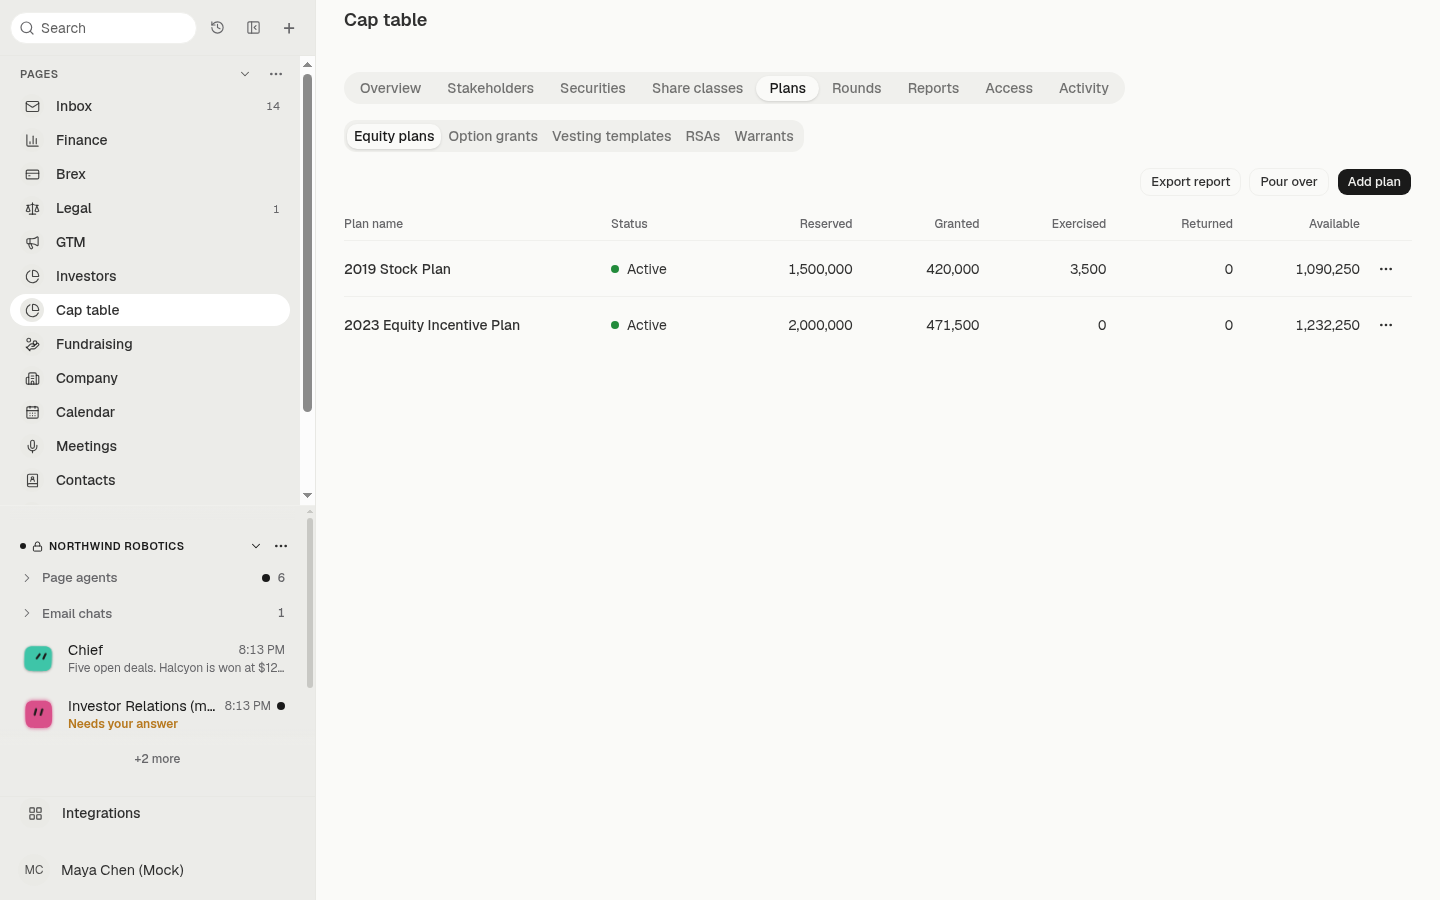 Search
PAGES
Inbox 14
Finance
Brex
Legal 1
GTM
Investors
Cap table
Fundraising
Company
Calendar
Meetings
Contacts
NORTHWIND ROBOTICS
Page agents 6
Email chats 1
Chief 8:13 PM
Five open deals. Halcyon is won at $12...
Investor Relations (m... 8:13 PM
Needs your answer
+2 more
Integrations
MC Maya Chen (Mock)
Cap table
Overview Stakeholders Securities Share classes Plans Rounds Reports Access Activity
Equity plans Option grants Vesting templates RSAs Warrants
Export report Pour over Add plan
Plan name Status Reserved Granted Exercised Returned Available
2019 Stock Plan Active 1,500,000 420,000 3,500 0 1,090,250
2023 Equity Incentive Plan Active 2,000,000 471,500 0 0 1,232,250